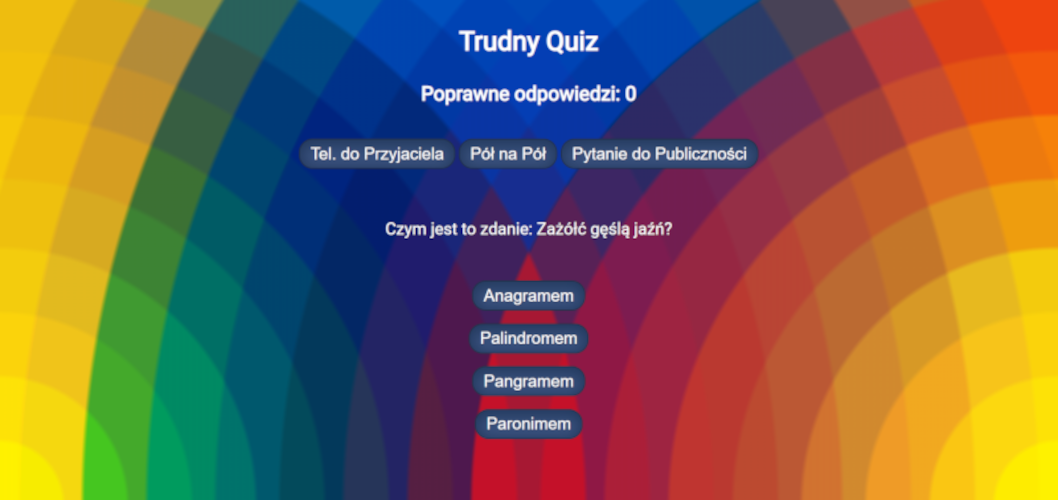 Trudny Quiz
Poprawne odpowiedzi: 0
Tel. do Przyjaciela Pół na Pół Pytanie do Publiczności
Czym jest to zdanie: Zażółć gęślą jaźń?
Anagramem
Palindromem
Pangramem
Paronimem